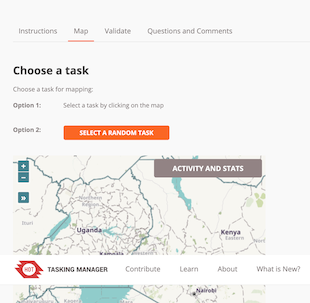 Instructions Map Validate Questions and Comments
Choose a task
Choose a task for mapping:
Option 1: Select a task by clicking on the map
Option 2: SELECT A RANDOM TASK
+
−
»
ACTIVITY AND STATS
Uganda
Kenya
Eastern
Kampala
HOT TASKING MANAGER Contribute Learn About What is New?
Nairobi